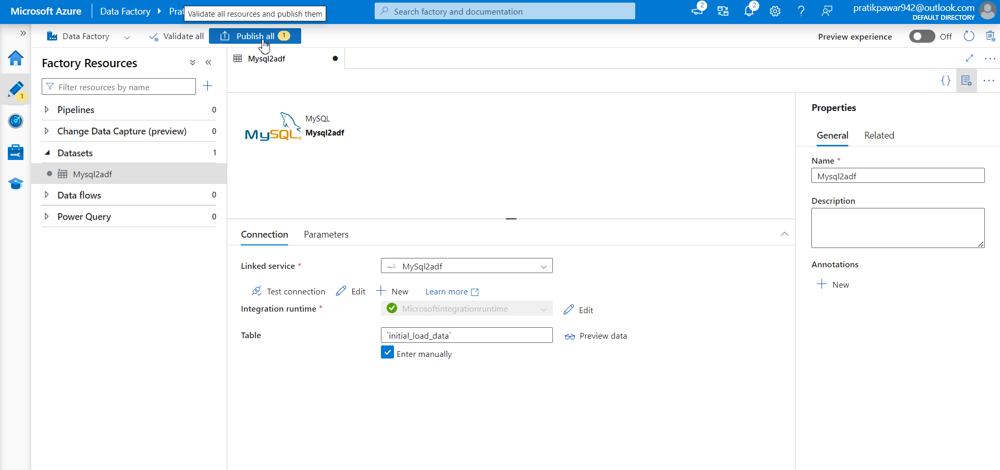 Microsoft Azure
Data Factory
Prat
Validate all resources and publish them
Search factory and documentation
2
2
pratikpawar942@outlook.com
DEFAULT DIRECTORY
Data Factory
Validate all
Publish all
1
Preview experience
Off
Factory Resources
Mysql2adf
Filter resources by name
1
Pipelines
0
Change Data Capture (preview)
0
Datasets
1
Mysql2adf
Data flows
0
Power Query
0
{}
MySQL®
MySQL
Mysql2adf
Connection
Parameters
Linked service *
MySql2adf
Test connection
Edit
New
Learn more
Integration runtime *
Microsoftintegrationruntime
Edit
Table
`initial_load_data`
Preview data
Enter manually
Properties
General
Related
Name *
Mysql2adf
Description
Annotations
New